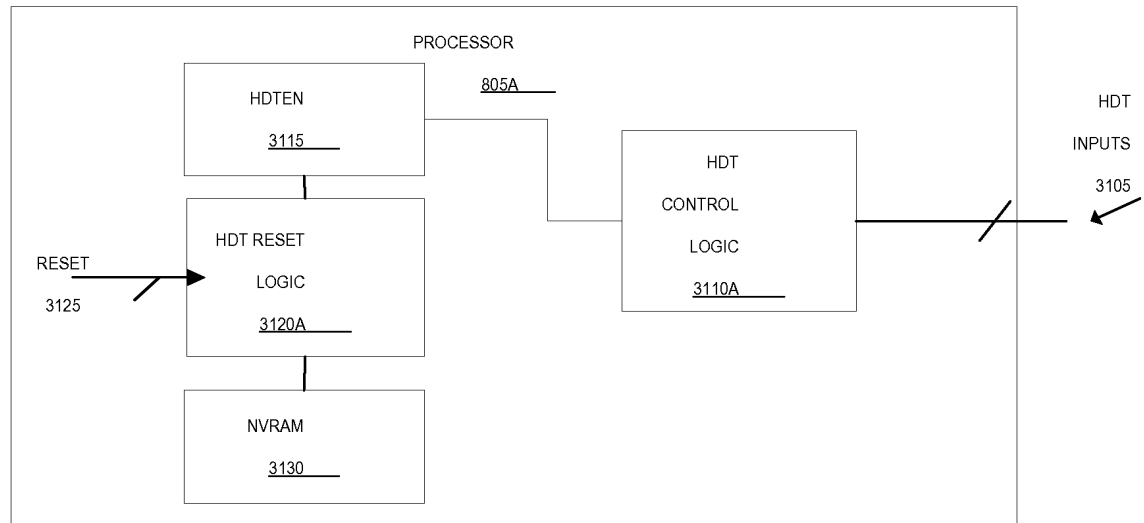 PROCESSOR
805A
HDTEN
3115
HDT RESET
LOGIC
3120A
RESET
3125
NVRAM
3130
HDT
CONTROL
LOGIC
3110A
HDT
INPUTS
3105